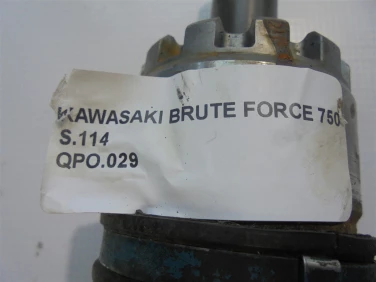 KAWASAKI BRUTE FORCE 750
S.114
QPO.029